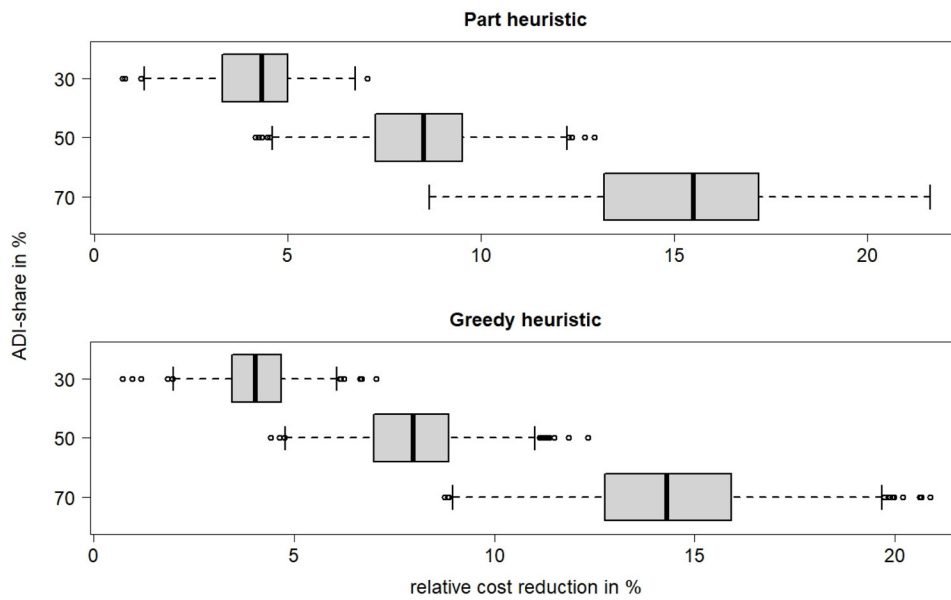 Part heuristic
30
50
70
0 5 10 15 20
ADI-share in %
Greedy heuristic
30
50
70
0 5 10 15 20
relative cost reduction in %